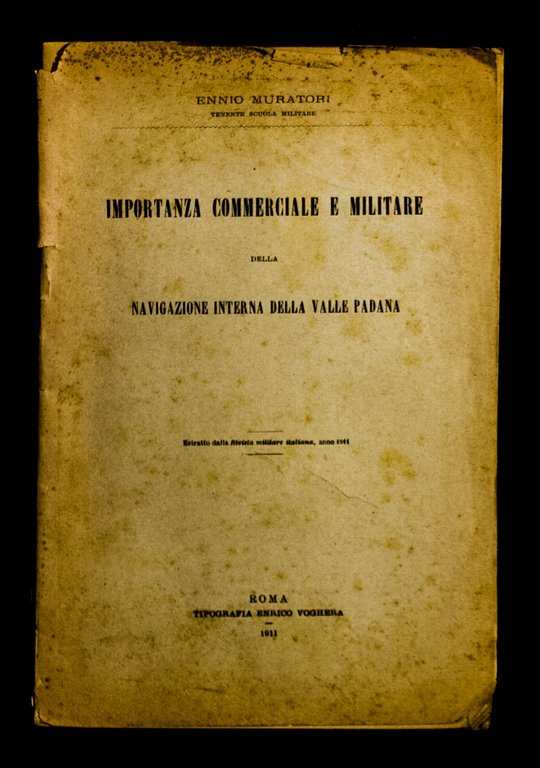 ENNIO MURATORI
TENENTE SCUOLA MILITARE
IMPORTANZA COMMERCIALE E MILITARE
DELLA
NAVIGAZIONE INTERNA DELLA VALLE PADANA
Estratto dalla Rivista militare italiana, anno 1911
ROMA
TIPOGRAFIA ENRICO VOGHERA
1911